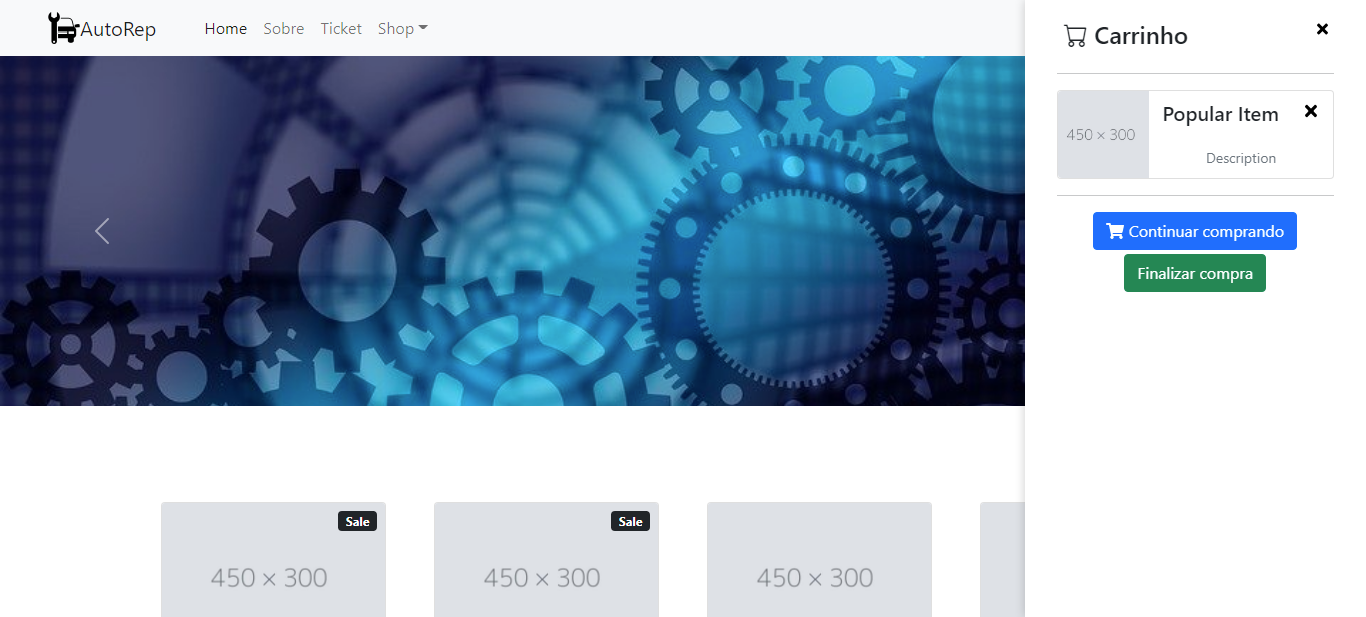 AutoRep
Home Sobre Ticket Shop
Carrinho
450 × 300
Popular Item
Description
Continuar comprando
Finalizar compra
Sale
450 × 300
Sale
450 × 300
450 × 300